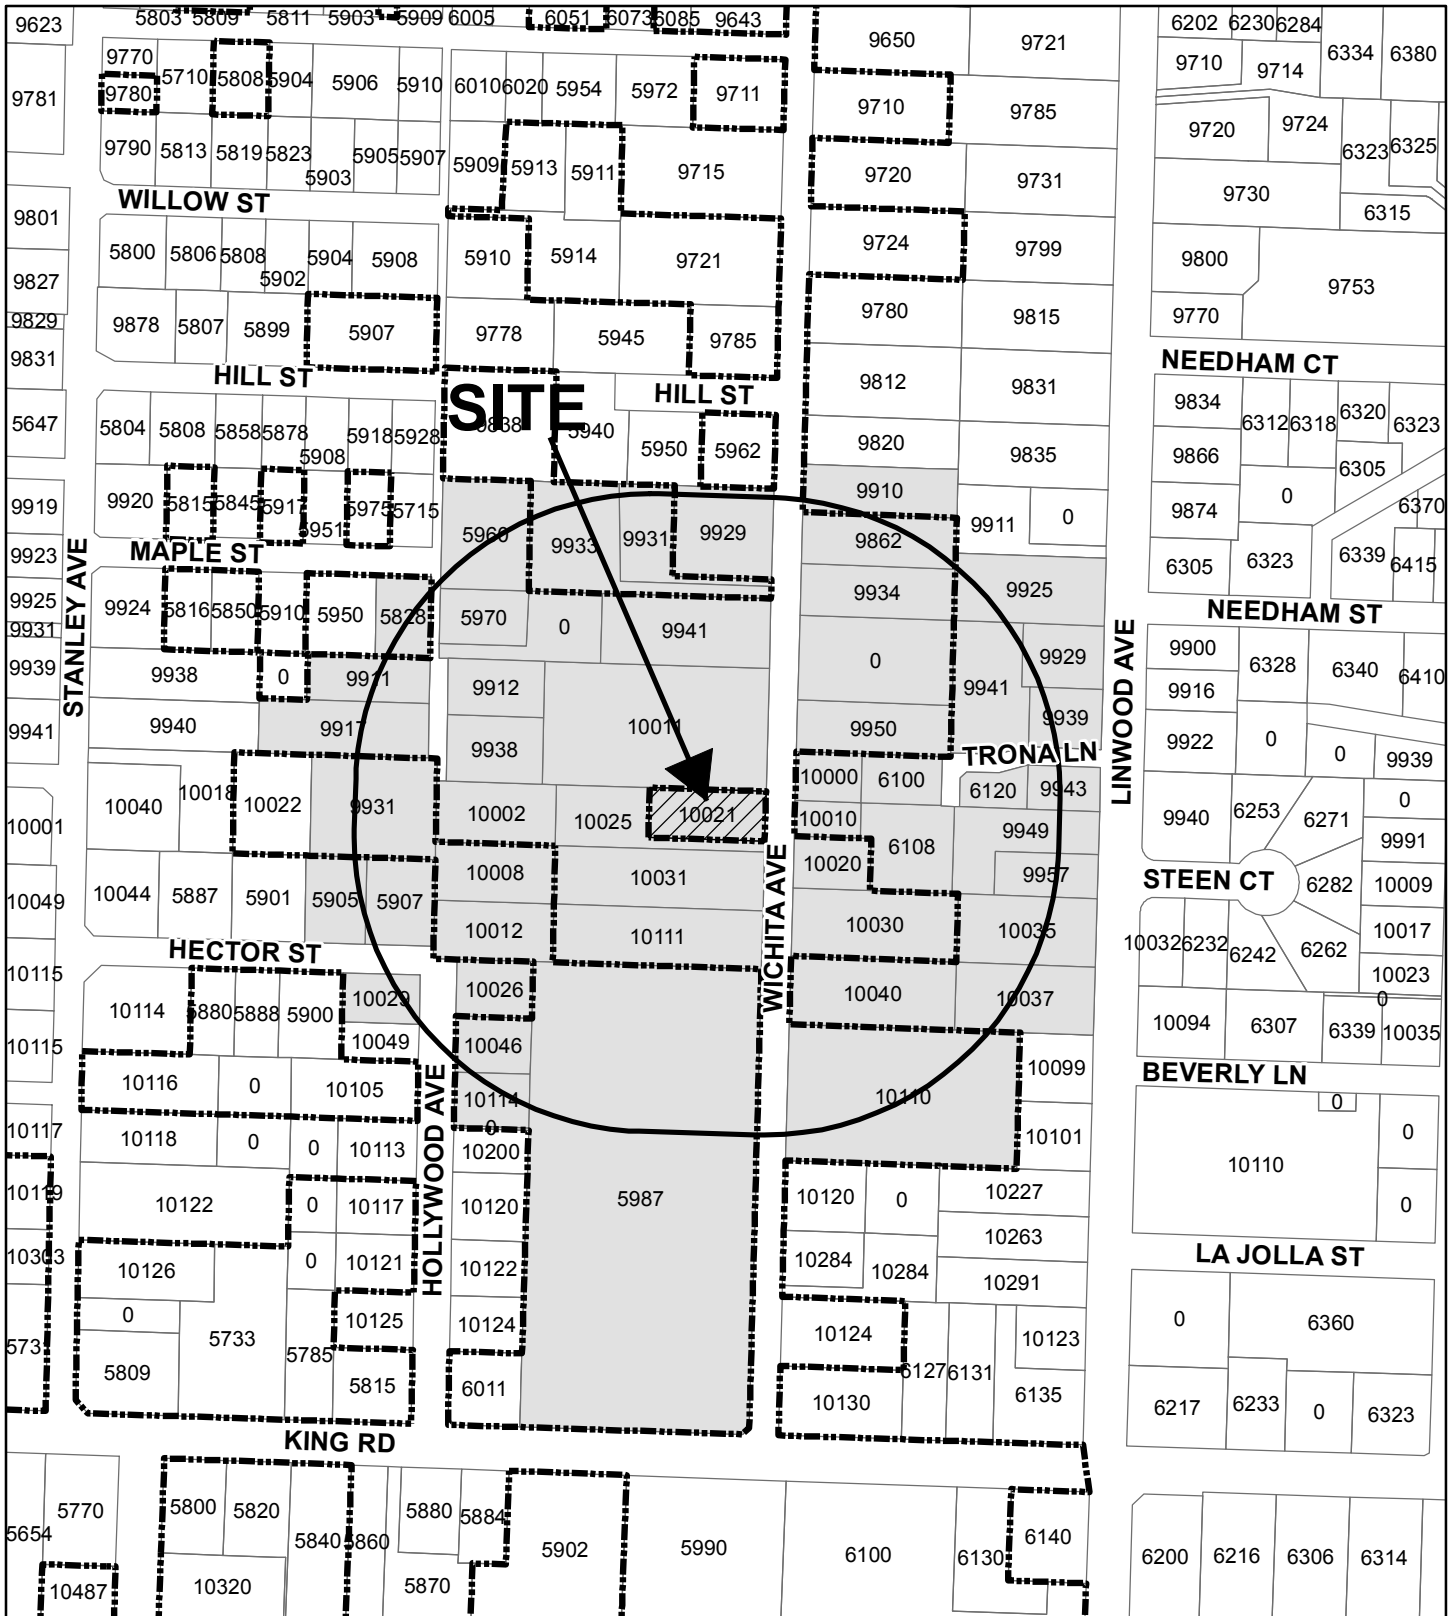 9623 5803 5809 5811 5903 5909 6005 6051 6073 6085 9643 9650 9721 6202 6230 6284 6334 6380
9770 5710 5808 5904 5906 5910 6010 6020 5954 5972 9711 9710 9714
9781 9780 9710 9785 9720 9724 6323 6325
9790 5813 5819 5823 5903 5905 5907 5909 5913 5911 9715 9720 9731 9730 6315
WILLOW ST
9801 5800 5806 5808 5902 5904 5908 5910 5914 9721 9724 9799 9800 9753
9827 9829 9878 5807 5899 5907 9778 5945 9785 9780 9815 9770
9831
HILL ST
HILL ST
NEEDHAM CT
SITE
5647 5804 5808 5858 5878 5908 5918 5928 9838 5940 5950 5962 9812 9831 9834 6312 6318 6320 6323
9820 9835 9866 6305
9919 9920 5815 5845 5917 5951 5975 5715 5960 9933 9931 9929 9910 9911 0 9874 0 6370
9923 9862 6305 6323 6339 6415
MAPLE ST
STANLEY AVE
9925 9924 5816 5850 5910 5950 5828 5970 0 9941 9934 9925
NEEDHAM ST
9931
9939 9938 0 9911 9912 10011 0 9941 9929 9900 6328 6340 6410
9916
9941 9940 9917 9938 9950 9939 9922 0 0 9939
TRONA LN
LINWOOD AVE
10040 10018 10022 9931 10002 10025 10021 10000 6100 6120 9943 9940 6253 6271 0
10001 10010 6108 9949 9991
10049 10044 5887 5901 5905 5907 10008 10031 10020 9957
STEEN CT
6282 10009
10012 10111 10030 10035 10032 6232 6242 6262 10017
HECTOR ST
WICHITA AVE
10115 10114 5880 5888 5900 10029 10026 10040 10037 10023 0
10115 10049 10046 10094 6307 6339 10035
10116 0 10105 10114 10110 10099
BEVERLY LN
HOLLYWOOD AVE
0 0
10117 10118 0 0 10113 10200 10101 10110 0
10119 10122 0 10117 10120 5987 10120 0 10227 0
10303 10126 0 10121 10122 10284 10284 10263 10291
LA JOLLA ST
0 5733 5785 10125 10124 10124 10123 0 6360
573 5809 5815 6011 10130 6127 6131 6135 6217 6233 0 6323
KING RD
5654 5770 5800 5820 5840 5860 5880 5884 5902 5990 6100 6130 6140 6200 6216 6306 6314
10487 10320 5870